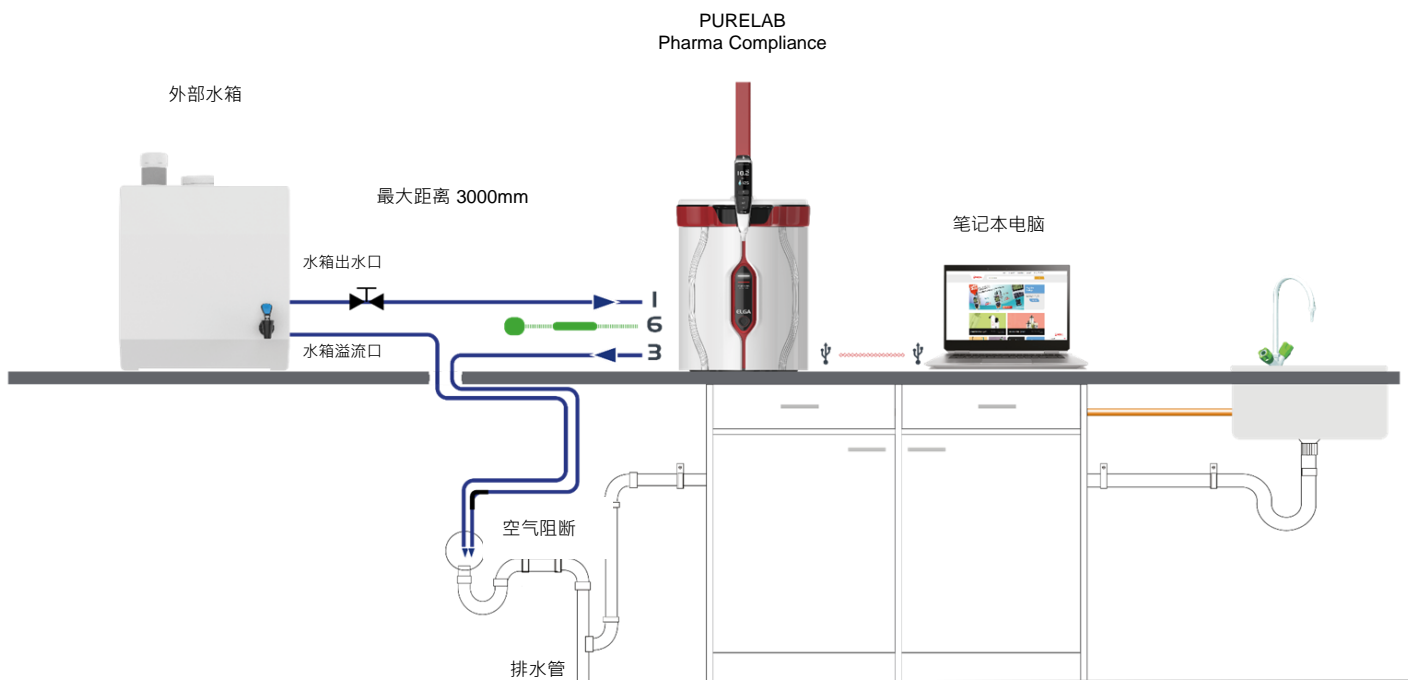 PURELAB
Pharma Compliance
外部水箱
最大距离 3000mm
笔记本电脑
水箱出水口
1
6
水箱溢流口
3
ELGA
空气阻断
排水管